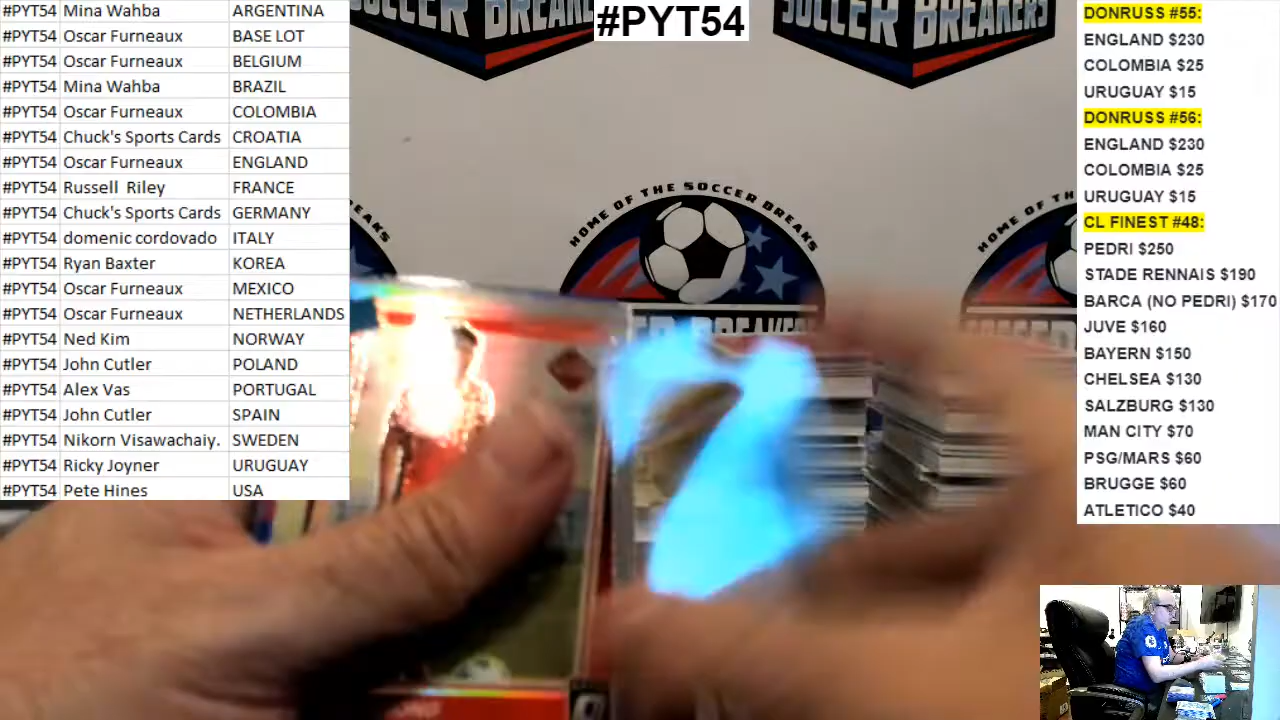 #PYT54 Mina Wahba ARGENTINA
#PYT54 Oscar Furneaux BASE LOT
#PYT54 Oscar Furneaux BELGIUM
#PYT54 Mina Wahba BRAZIL
#PYT54 Oscar Furneaux COLOMBIA
#PYT54 Chuck's Sports Cards CROATIA
#PYT54 Oscar Furneaux ENGLAND
#PYT54 Russell Riley FRANCE
#PYT54 Chuck's Sports Cards GERMANY
#PYT54 domenic cordovado ITALY
#PYT54 Ryan Baxter KOREA
#PYT54 Oscar Furneaux MEXICO
#PYT54 Oscar Furneaux NETHERLANDS
#PYT54 Ned Kim NORWAY
#PYT54 John Cutler POLAND
#PYT54 Alex Vas PORTUGAL
#PYT54 John Cutler SPAIN
#PYT54 Nikorn Visawachaiy. SWEDEN
#PYT54 Ricky Joyner URUGUAY
#PYT54 Pete Hines USA
#PYT54
SOCCER BREAKERS
HOME OF THE SOCCER BREAKS
HOME OF TH
BREAKS
DONRUSS #55:
ENGLAND $230
COLOMBIA $25
URUGUAY $15
DONRUSS #56:
ENGLAND $230
COLOMBIA $25
URUGUAY $15
CL FINEST #48:
PEDRI $250
STADE RENNAIS $190
BARCA (NO PEDRI) $170
JUVE $160
BAYERN $150
CHELSEA $130
SALZBURG $130
MAN CITY $70
PSG/MARS $60
BRUGGE $60
ATLETICO $40